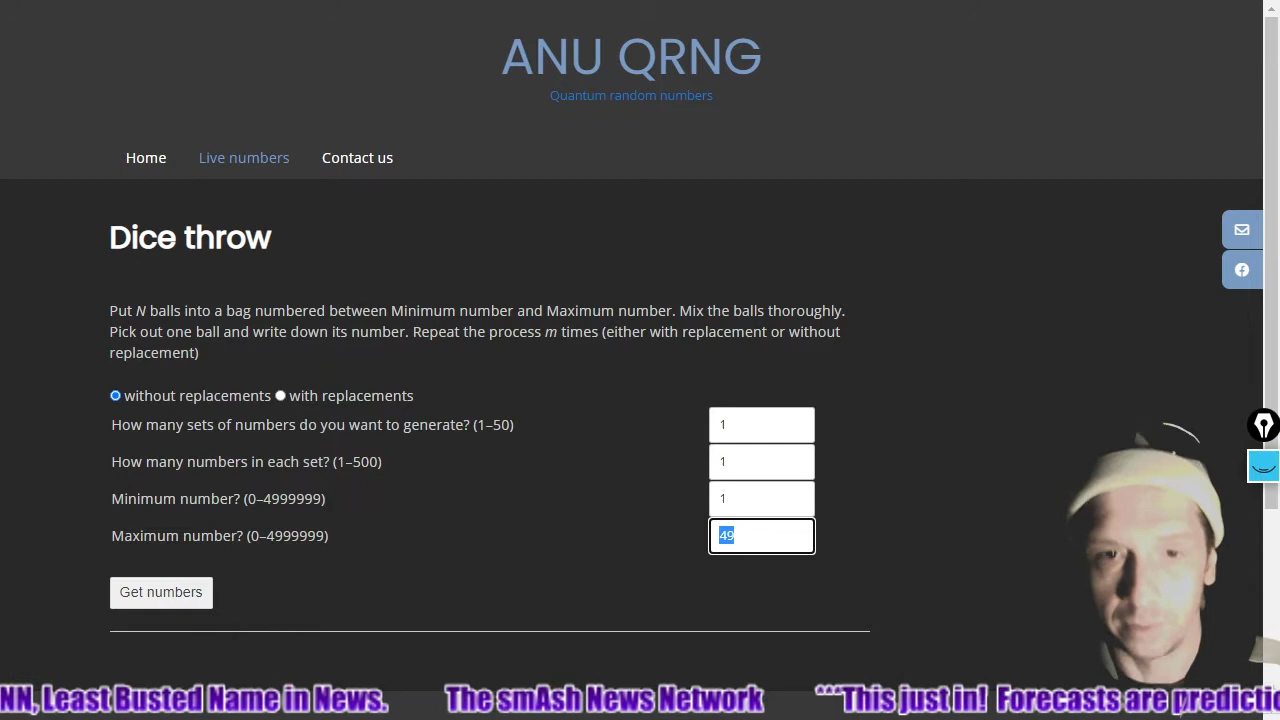 ANU QRNG
Quantum random numbers
Home Live numbers Contact us
Dice throw
Put N balls into a bag numbered between Minimum number and Maximum number. Mix the balls thoroughly.
Pick out one ball and write down its number. Repeat the process m times (either with replacement or without
replacement)
without replacements with replacements
How many sets of numbers do you want to generate? (1–50) 1
How many numbers in each set? (1–500) 1
Minimum number? (0–4999999) 1
Maximum number? (0–4999999) 49
Get numbers
NN, Least Busted Name in News. The smAsh News Network ***This just in! Forecasts are predictio